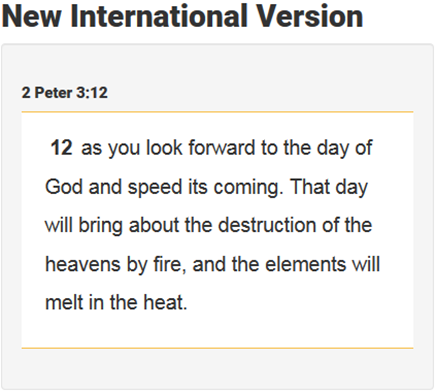 New International Version
2 Peter 3:12
12 as you look forward to the day of
God and speed its coming. That day
will bring about the destruction of the
heavens by fire, and the elements will
melt in the heat.